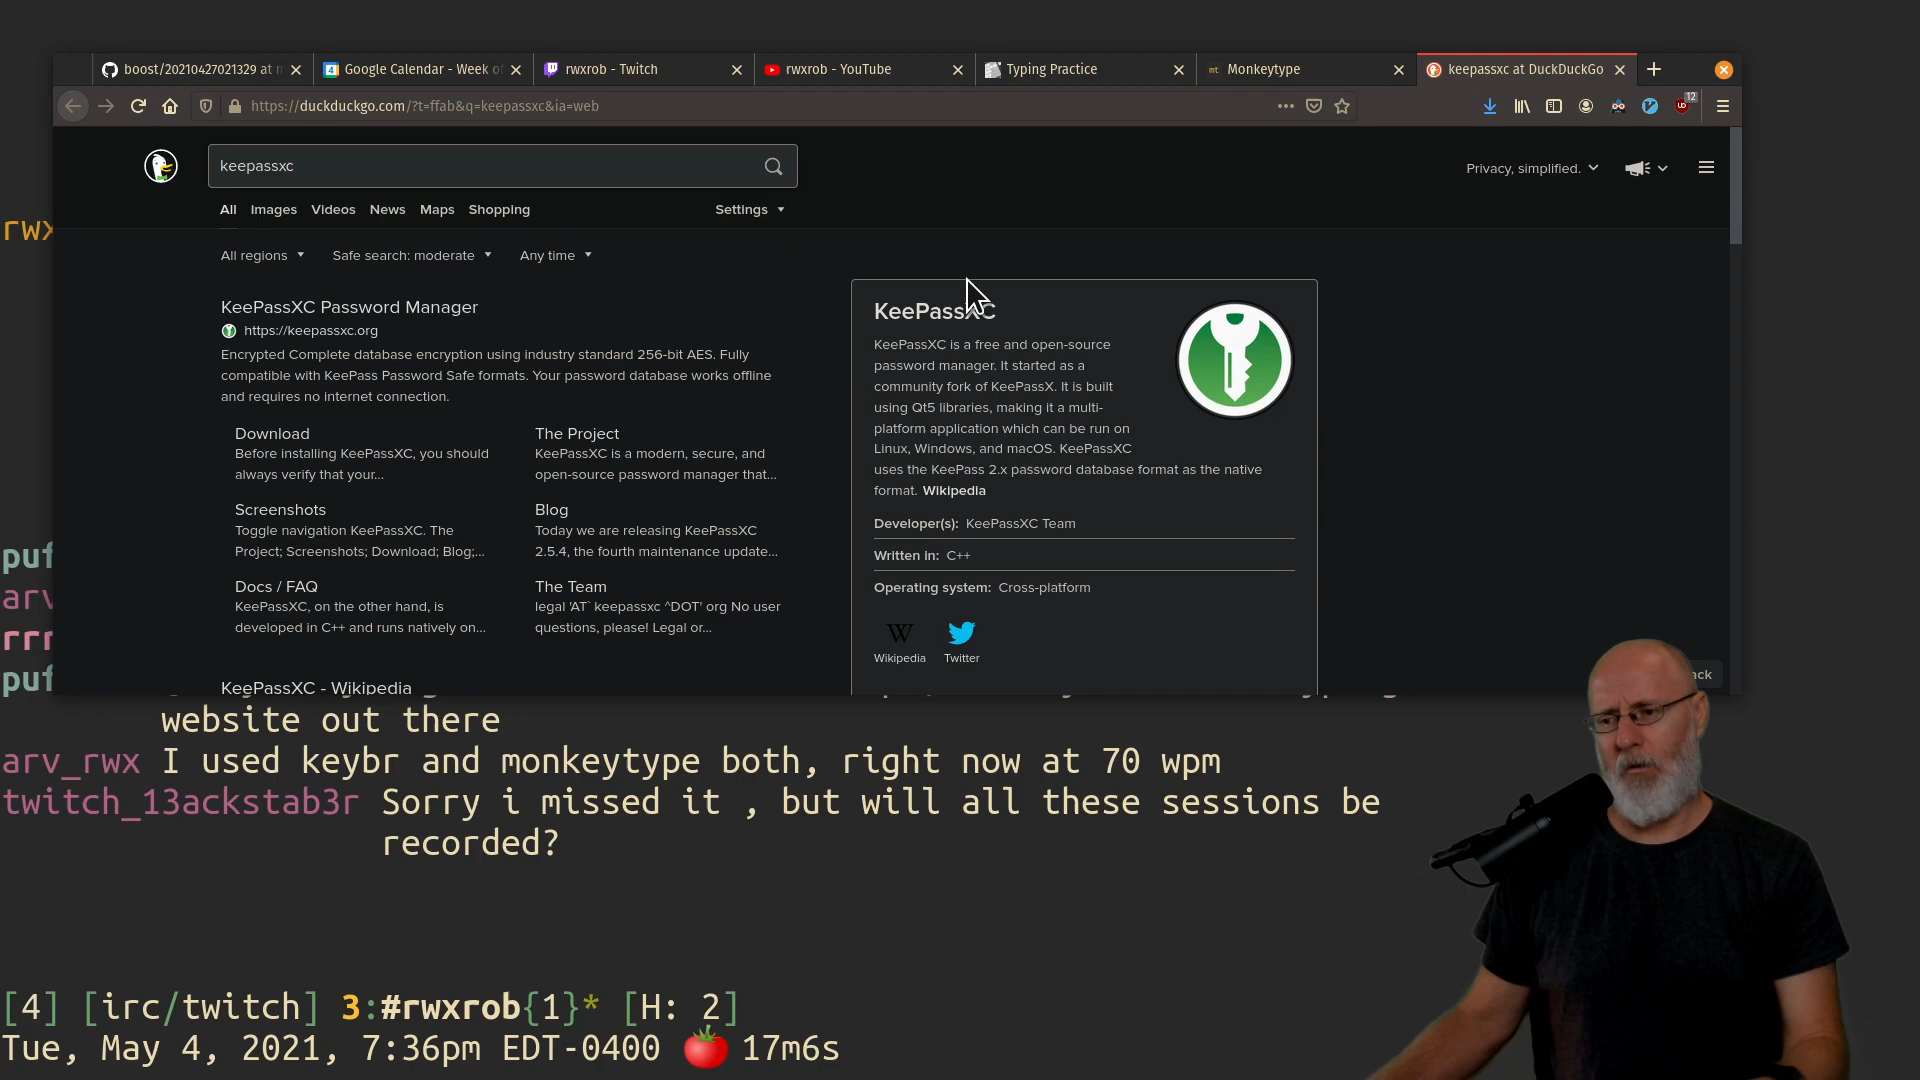 boost/20210427021329 at
Google Calendar - Week of
rwxrob - Twitch
rwxrob - YouTube
Typing Practice
mt Monkeytype
keepassxc at DuckDuckGo
https://duckduckgo.com/?t=ffab&q=keepassxc&ia=web
12
keepassxc
Privacy, simplified.
All Images Videos News Maps Shopping Settings
All regions Safe search: moderate Any time
KeePassXC Password Manager
https://keepassxc.org
Encrypted Complete database encryption using industry standard 256-bit AES. Fully
compatible with KeePass Password Safe formats. Your password database works offline
and requires no internet connection.
Download
Before installing KeePassXC, you should
always verify that your...
The Project
KeePassXC is a modern, secure, and
open-source password manager that...
Screenshots
Toggle navigation KeePassXC. The
Project; Screenshots; Download; Blog;...
Blog
Today we are releasing KeePassXC
2.5.4, the fourth maintenance update...
Docs / FAQ
KeePassXC, on the other hand, is
developed in C++ and runs natively on...
The Team
legal 'AT` keepassxc ^DOT' org No user
questions, please! Legal or...
KeePassXC - Wikipedia
KeePassXC
KeePassXC is a free and open-source
password manager. It started as a
community fork of KeePassX. It is built
using Qt5 libraries, making it a multi-
platform application which can be run on
Linux, Windows, and macOS. KeePassXC
uses the KeePass 2.x password database format as the native
format. Wikipedia
Developer(s): KeePassXC Team
Written in: C++
Operating system: Cross-platform
W
Wikipedia Twitter
rwx
puf
arv
rrr
puf
website out there
arv_rwx I used keybr and monkeytype both, right now at 70 wpm
twitch_13ackstab3r Sorry i missed it , but will all these sessions be
recorded?
[4] [irc/twitch] 3:#rwxrob{1}* [H: 2]
Tue, May 4, 2021, 7:36pm EDT-0400 17m6s